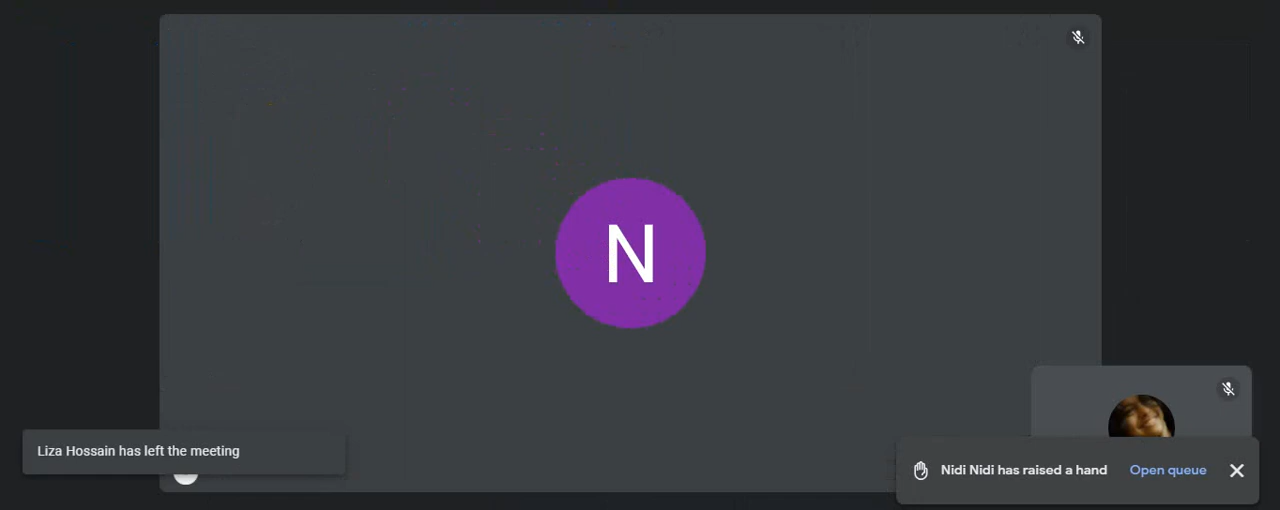 N
Liza Hossain has left the meeting
Nidi Nidi has raised a hand Open queue